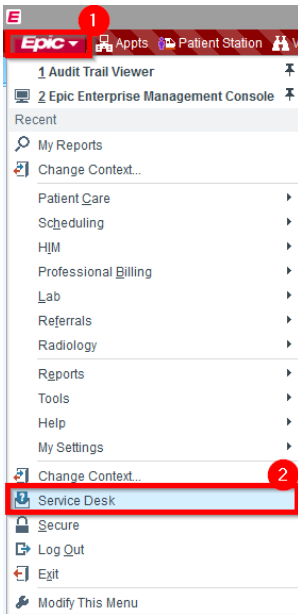 E
1
Epic Appts Patient Station
1 Audit Trail Viewer
2 Epic Enterprise Management Console
Recent
My Reports
Change Context...
Patient Care
Scheduling
HIM
Professional Billing
Lab
Referrals
Radiology
Reports
Tools
Help
My Settings
Change Context...
2
Service Desk
Secure
Log Out
Exit
Modify This Menu